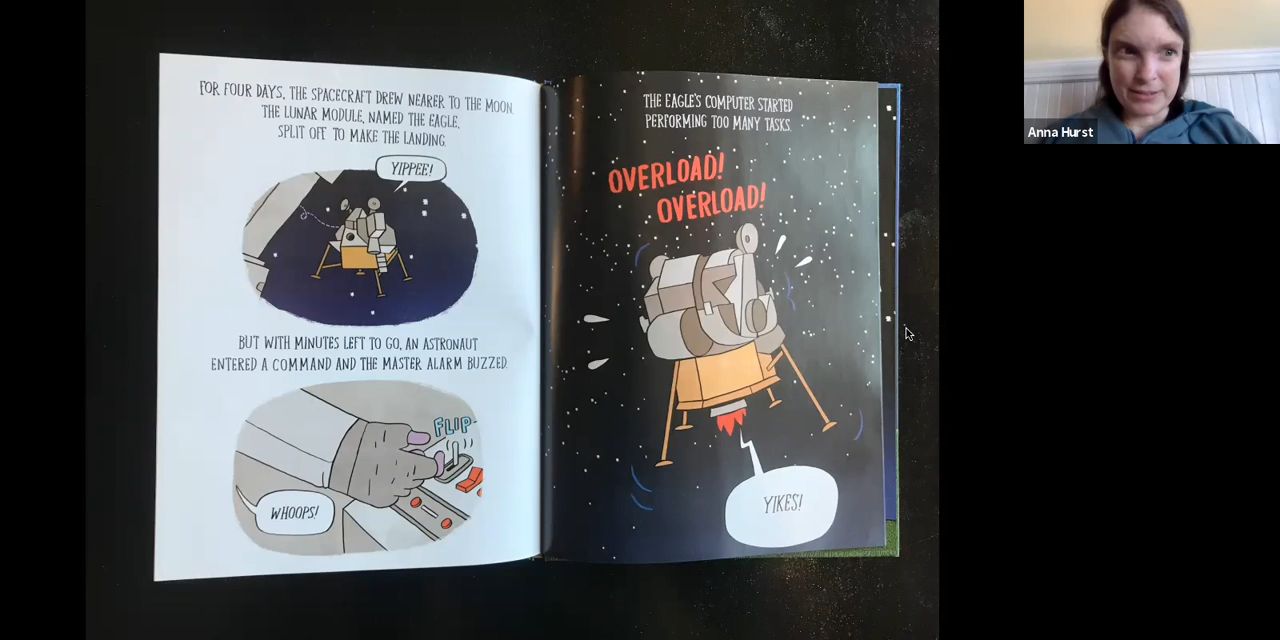 FOR FOUR DAYS, THE SPACECRAFT DREW NEARER TO THE MOON.
THE LUNAR MODULE, NAMED THE EAGLE,
SPLIT OFF TO MAKE THE LANDING.
YIPPEE!
BUT WITH MINUTES LEFT TO GO, AN ASTRONAUT
ENTERED A COMMAND AND THE MASTER ALARM BUZZED.
FLIP
WHOOPS!
THE EAGLE'S COMPUTER STARTED
PERFORMING TOO MANY TASKS.
OVERLOAD!
OVERLOAD!
YIKES!
Anna Hurst